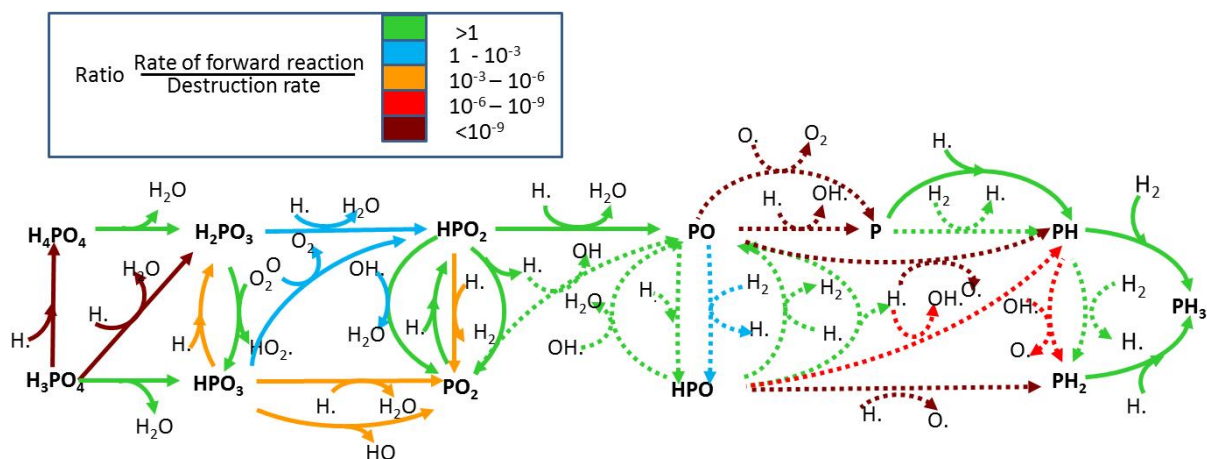 Ratio Rate of forward reaction
Destruction rate
>1
1 - 10⁻³
10⁻³ – 10⁻⁶
10⁻⁶ – 10⁻⁹
<10⁻⁹
O. O₂
H.
H₂O H. H₂O H. H₂O H. OH. H₂ H. H₂
H₄PO₄ H₂PO₃ HPO₂ PO P PH
O₂ OH
H₂O O₂ O OH. H. H. H₂ H₂ H. OH. O. OH. H₂
H₂O PH₃
H. H. H. H. H. H.
H. HO₂. H₂O H₂ OH. O.
H₃PO₄ HPO₃ PO₂ HPO PH₂
H. H₂O H. O. H.
H₂O HO